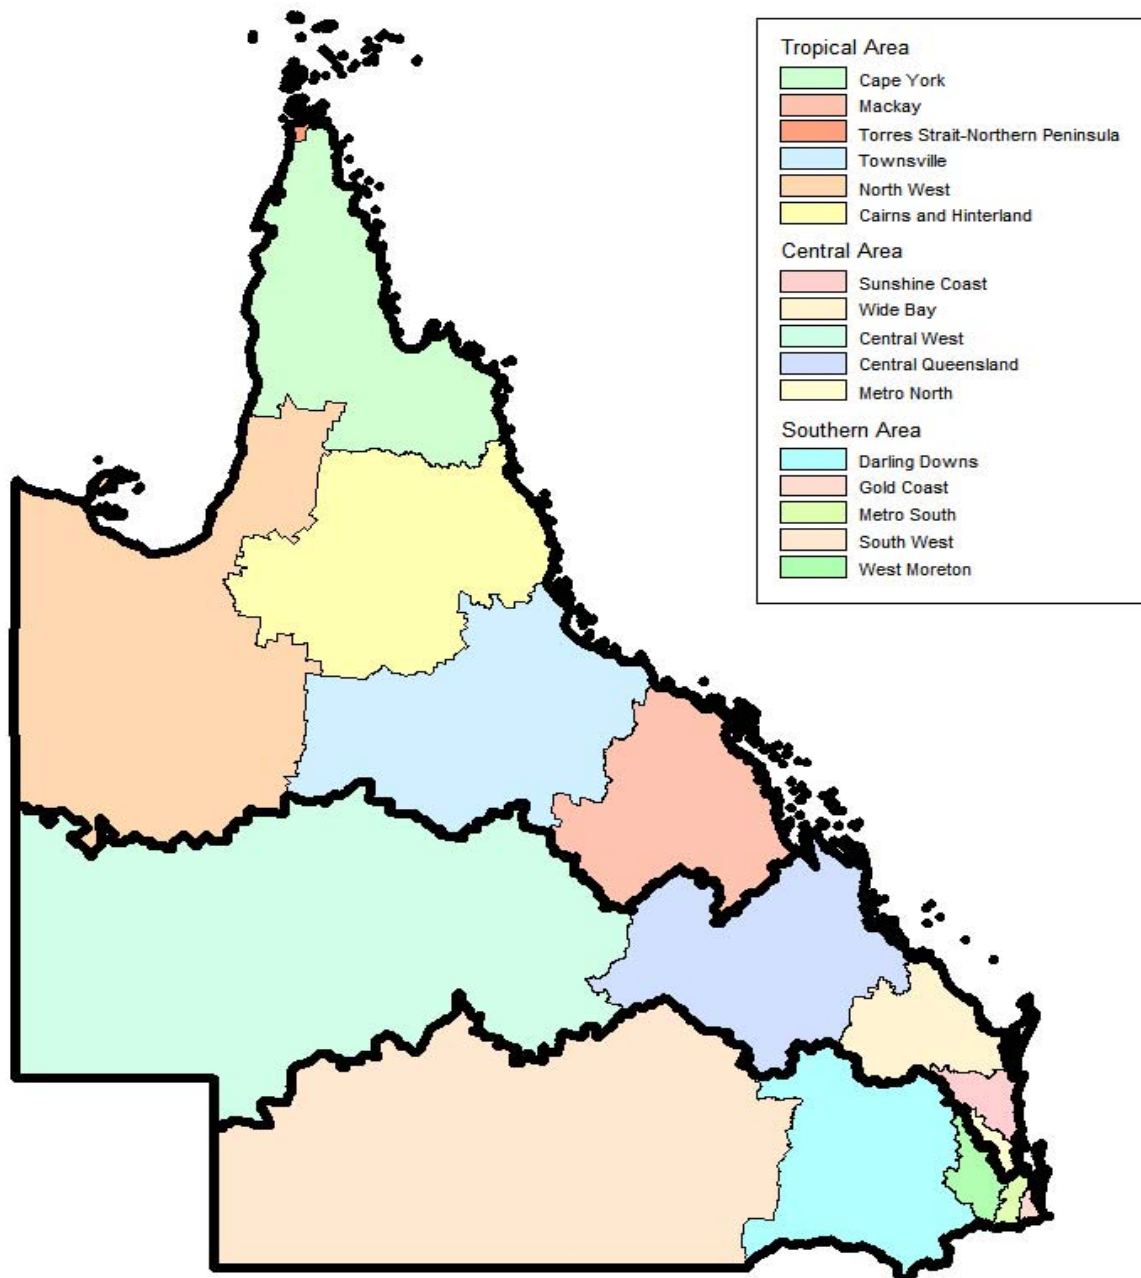 Tropical Area
Cape York
Mackay
Torres Strait-Northern Peninsula
Townsville
North West
Cairns and Hinterland
Central Area
Sunshine Coast
Wide Bay
Central West
Central Queensland
Metro North
Southern Area
Darling Downs
Gold Coast
Metro South
South West
West Moreton